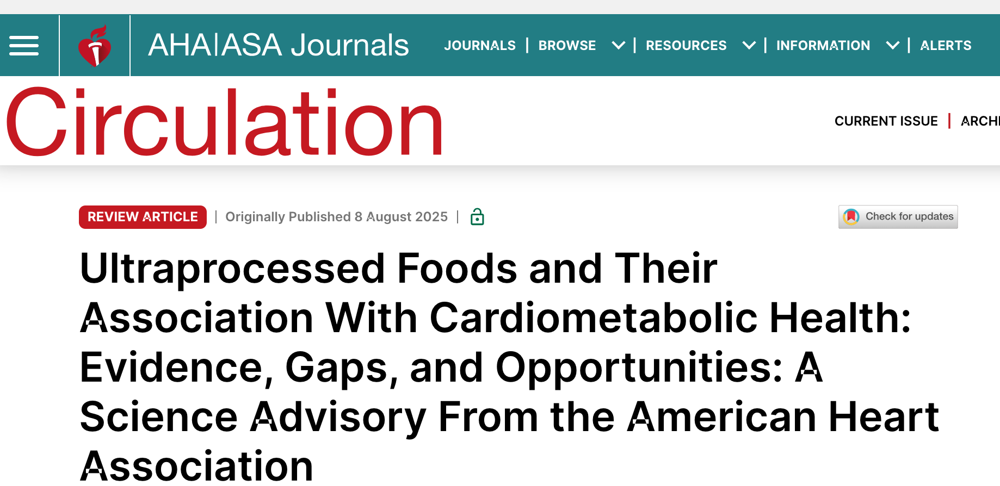 AHA|ASA Journals JOURNALS | BROWSE | RESOURCES | INFORMATION | ALERTS
Circulation
CURRENT ISSUE | ARCHI
REVIEW ARTICLE | Originally Published 8 August 2025 |
Check for updates
Ultraprocessed Foods and Their
Association With Cardiometabolic Health:
Evidence, Gaps, and Opportunities: A
Science Advisory From the American Heart
Association